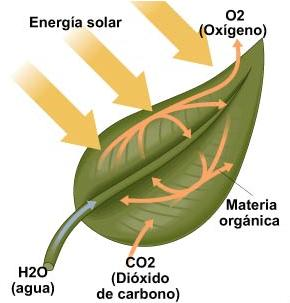 Energía solar
O2
(Oxígeno)
Materia
orgánica
H2O
(agua)
CO2
(Dióxido
de carbono)